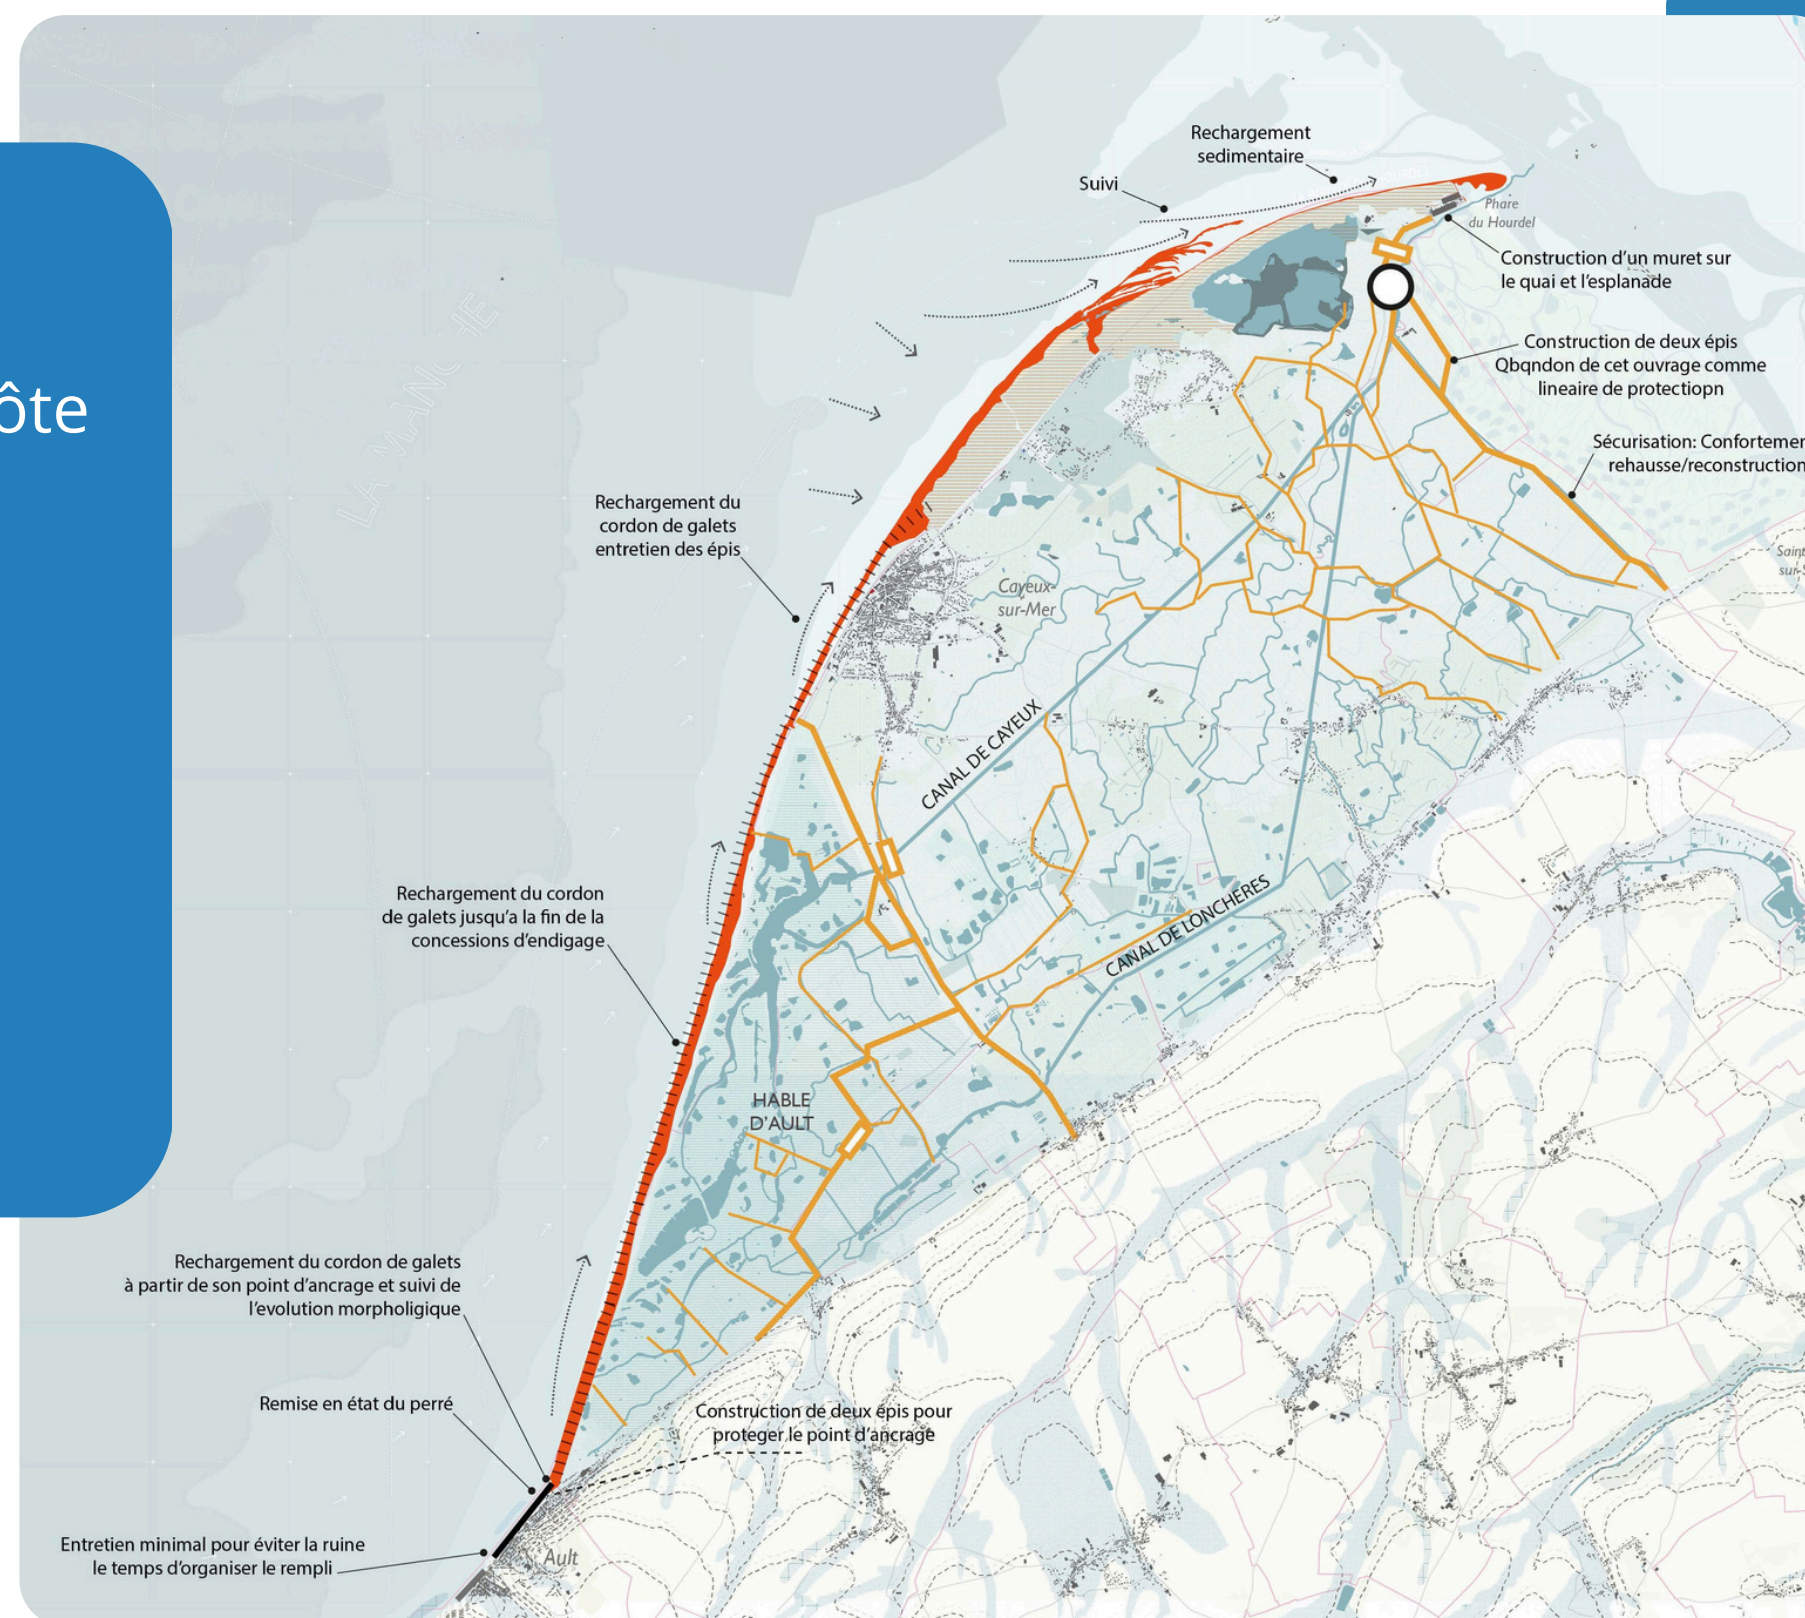 ôte
LA MANCHE
Rechargement
sedimentaire
Suivi
Phare
du Hourdel
Construction d'un muret sur
le quai et l'esplanade
Construction de deux épis
Qbqndon de cet ouvrage comme
lineaire de protectiopn
Sécurisation: Confortemen
rehausse/reconstruction
Saint
sur-S
Rechargement du
cordon de galets
entretien des épis
Cayeux-
sur-Mer
CANAL DE CAYEUX
CANAL DE LONCHERES
Rechargement du cordon
de galets jusqu'a la fin de la
concessions d'endigage
HABLE
D'AULT
Rechargement du cordon de galets
à partir de son point d'ancrage et suivi de
l'evolution morpholigique
Remise en état du perré
Construction de deux épis pour
proteger le point d'ancrage
Entretien minimal pour éviter la ruine
le temps d'organiser le rempli
Ault